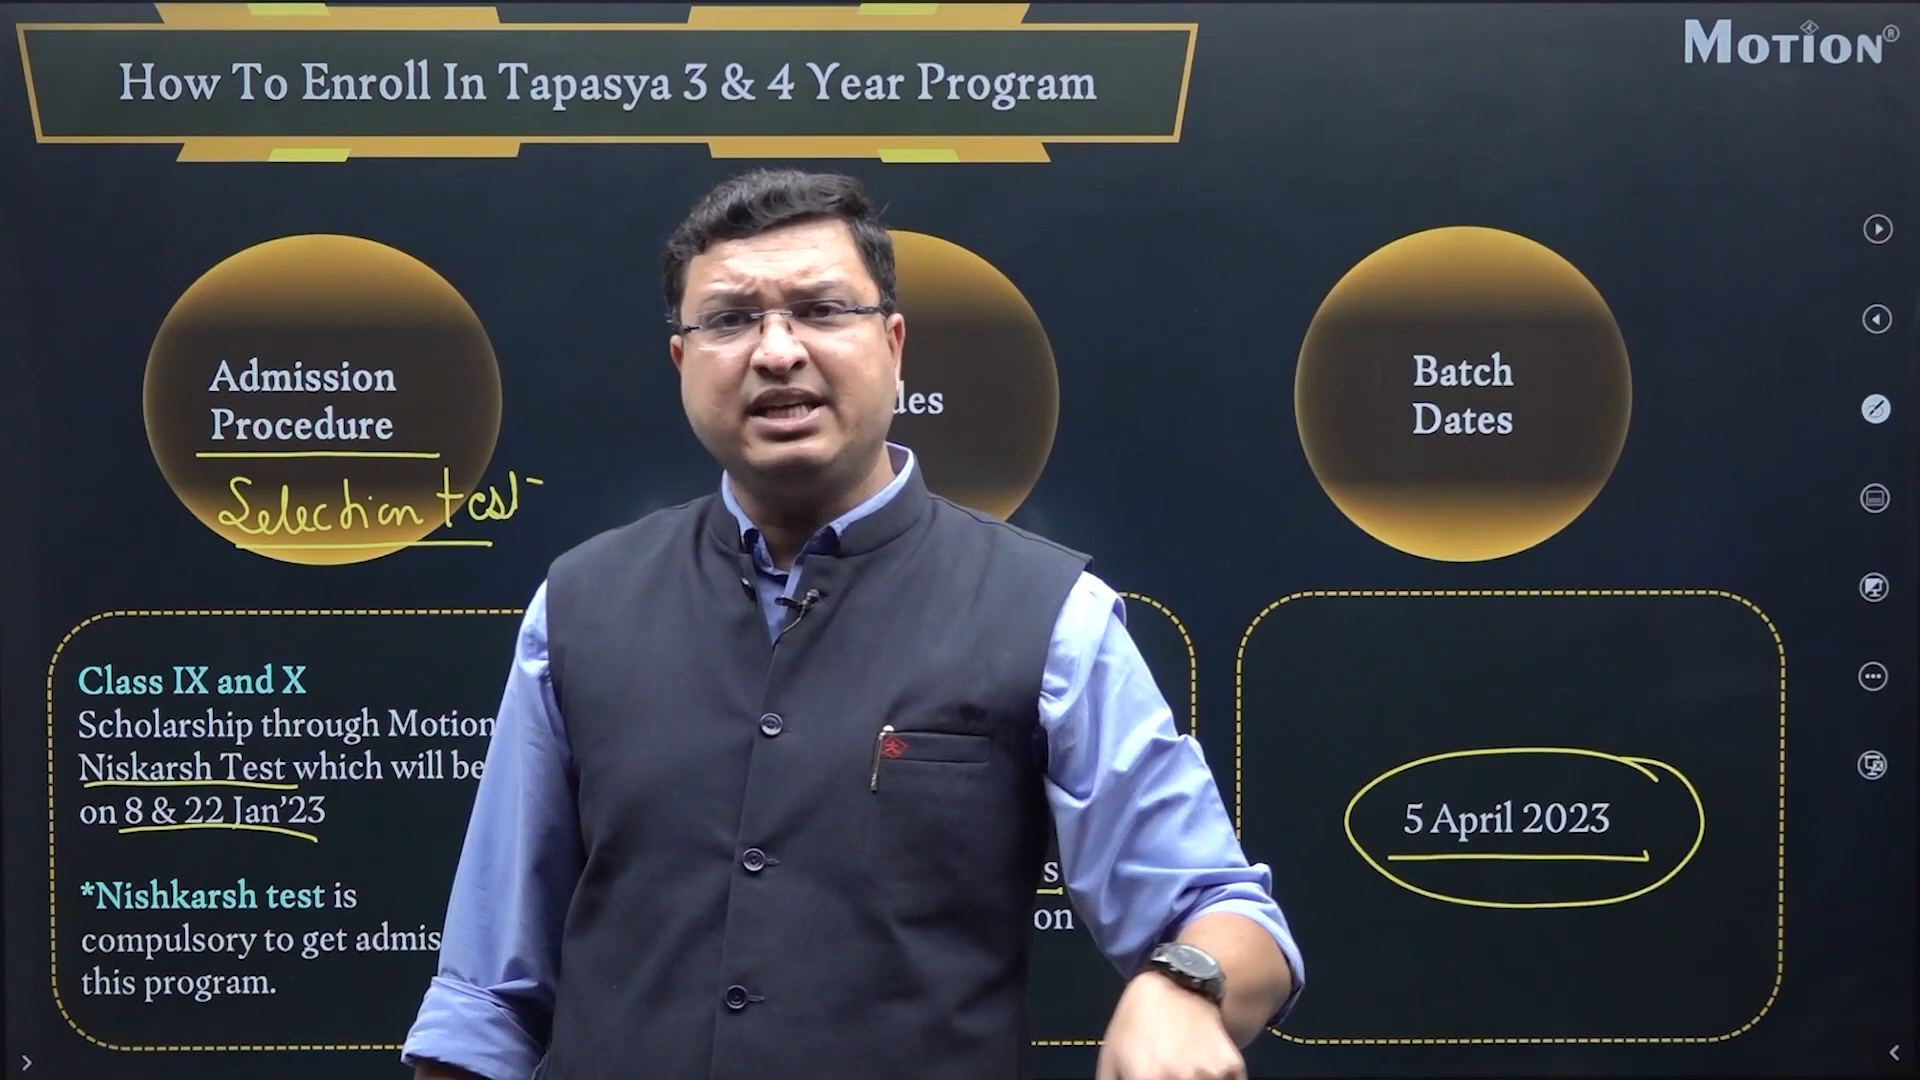 How To Enroll In Tapasya 3 & 4 Year Program
MOTION®
Admission
Procedure
Selection test
Batch
Dates
Class IX and X
Scholarship through Motion
Niskarsh Test which will be
on 8 & 22 Jan'23
*Nishkarsh test is
compulsory to get
this program.
on
5 April 2023